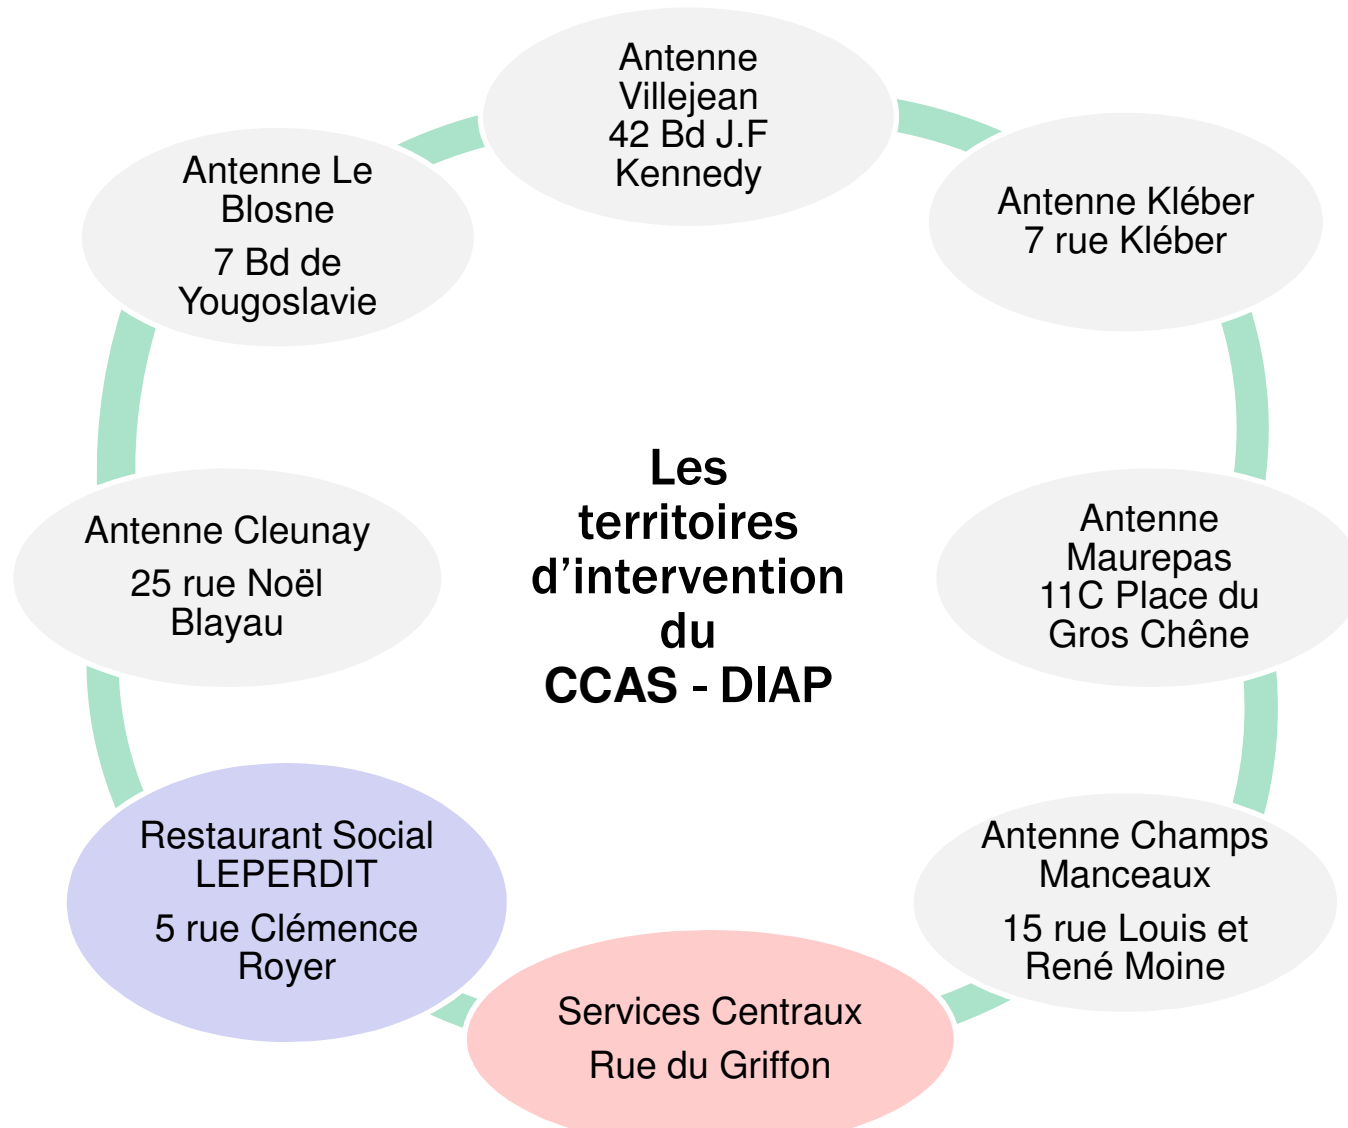 Antenne
Villejean
42 Bd J.F
Kennedy
Antenne Kléber
7 rue Kléber
Antenne
Maurepas
11C Place du
Gros Chêne
Antenne Champs
Manceaux
15 rue Louis et
René Moine
Services Centraux
Rue du Griffon
Restaurant Social
LEPERDIT
5 rue Clémence
Royer
Antenne Cleunay
25 rue Noël
Blayau
Antenne Le
Blosne
7 Bd de
Yougoslavie
Les
territoires
d’intervention
du
CCAS - DIAP